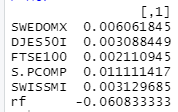 [,1]
SWEDOMX 0.006061845
DJES50I 0.003088449
FTSE100 0.002110945
S.PCOMP 0.011111417
SWISSMI 0.003129685
rf -0.060833333